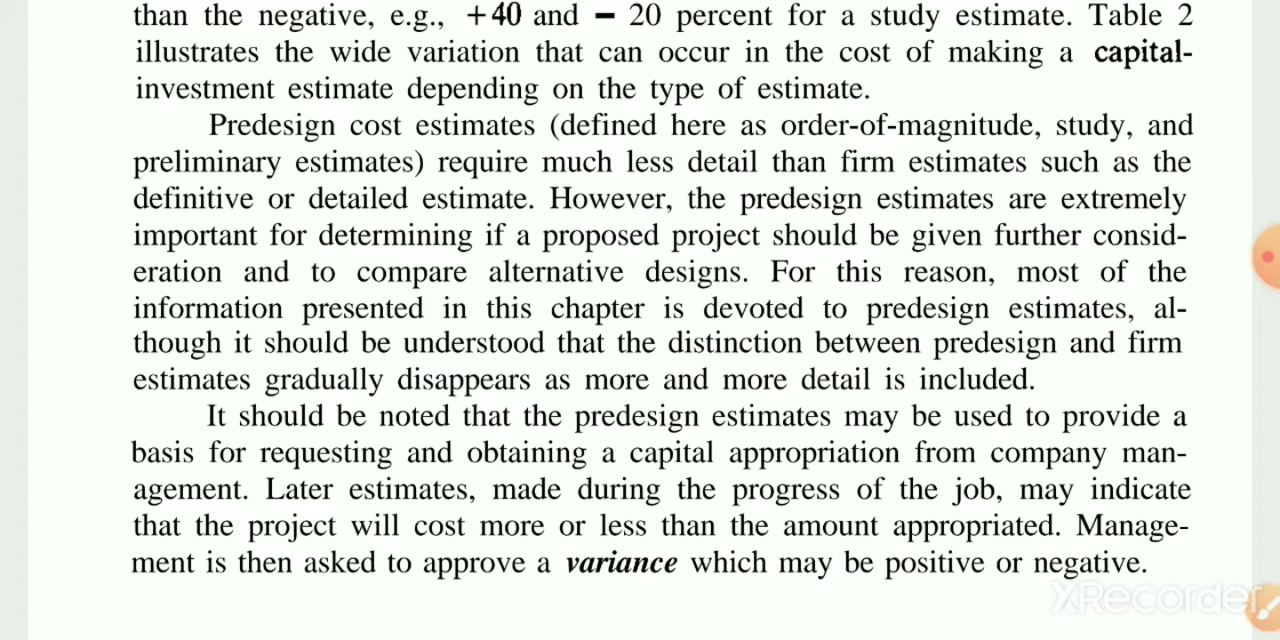 than the negative, e.g., +40 and − 20 percent for a study estimate. Table 2
illustrates the wide variation that can occur in the cost of making a capital-
investment estimate depending on the type of estimate.
Predesign cost estimates (defined here as order-of-magnitude, study, and
preliminary estimates) require much less detail than firm estimates such as the
definitive or detailed estimate. However, the predesign estimates are extremely
important for determining if a proposed project should be given further consid-
eration and to compare alternative designs. For this reason, most of the
information presented in this chapter is devoted to predesign estimates, al-
though it should be understood that the distinction between predesign and firm
estimates gradually disappears as more and more detail is included.
It should be noted that the predesign estimates may be used to provide a
basis for requesting and obtaining a capital appropriation from company man-
agement. Later estimates, made during the progress of the job, may indicate
that the project will cost more or less than the amount appropriated. Manage-
ment is then asked to approve a variance which may be positive or negative.
XRecorder